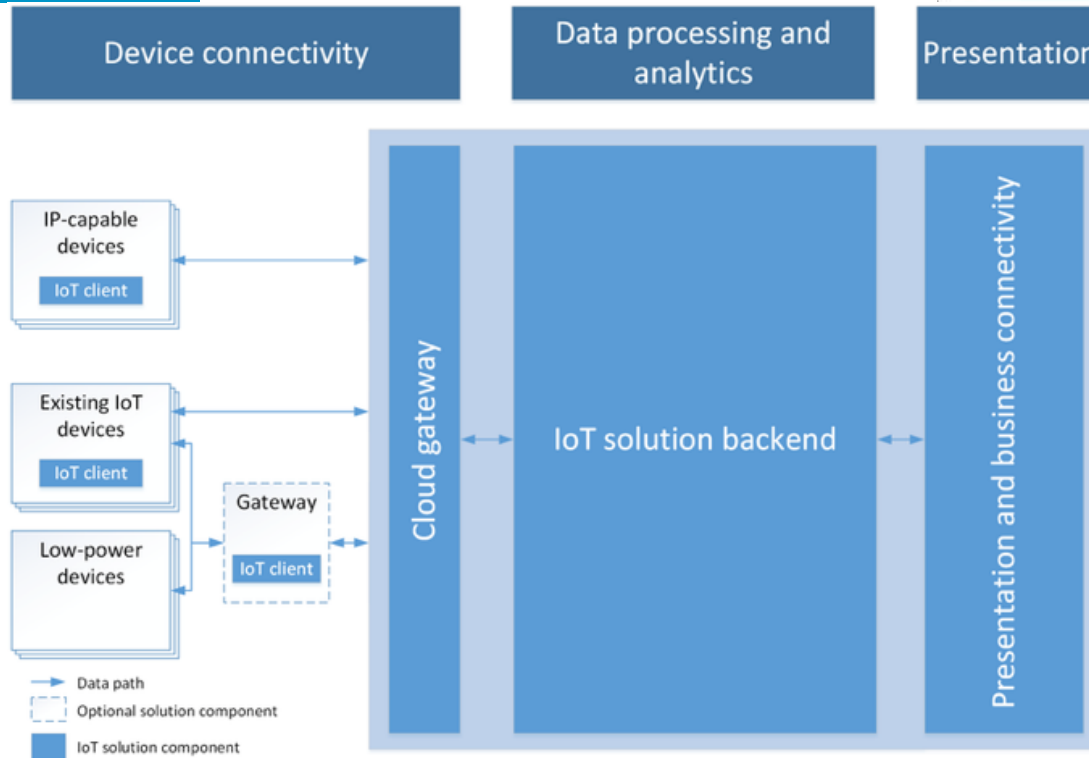 Device connectivity
Data processing and
analytics
Presentation
IP-capable
devices
IoT client
Existing IoT
devices
IoT client
Low-power
devices
Gateway
IoT client
Cloud gateway
IoT solution backend
Presentation and business connectivity
Data path
Optional solution component
IoT solution component